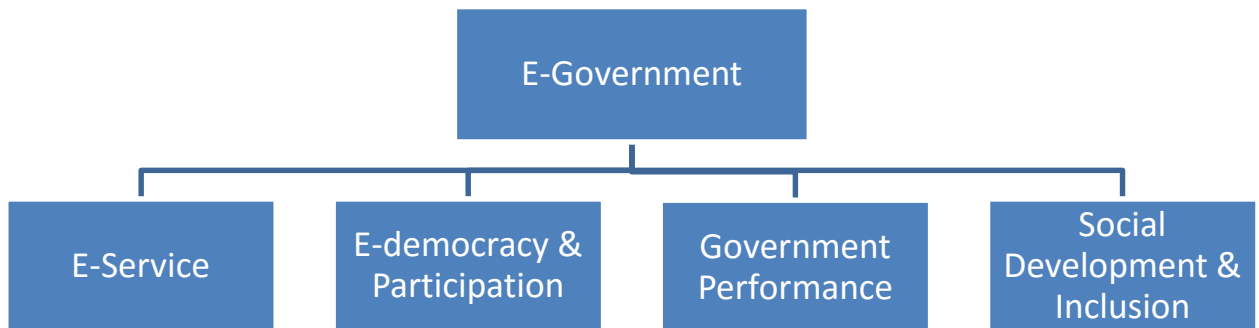 E-Government
E-Service
E-democracy &
Participation
Government
Performance
Social
Development &
Inclusion